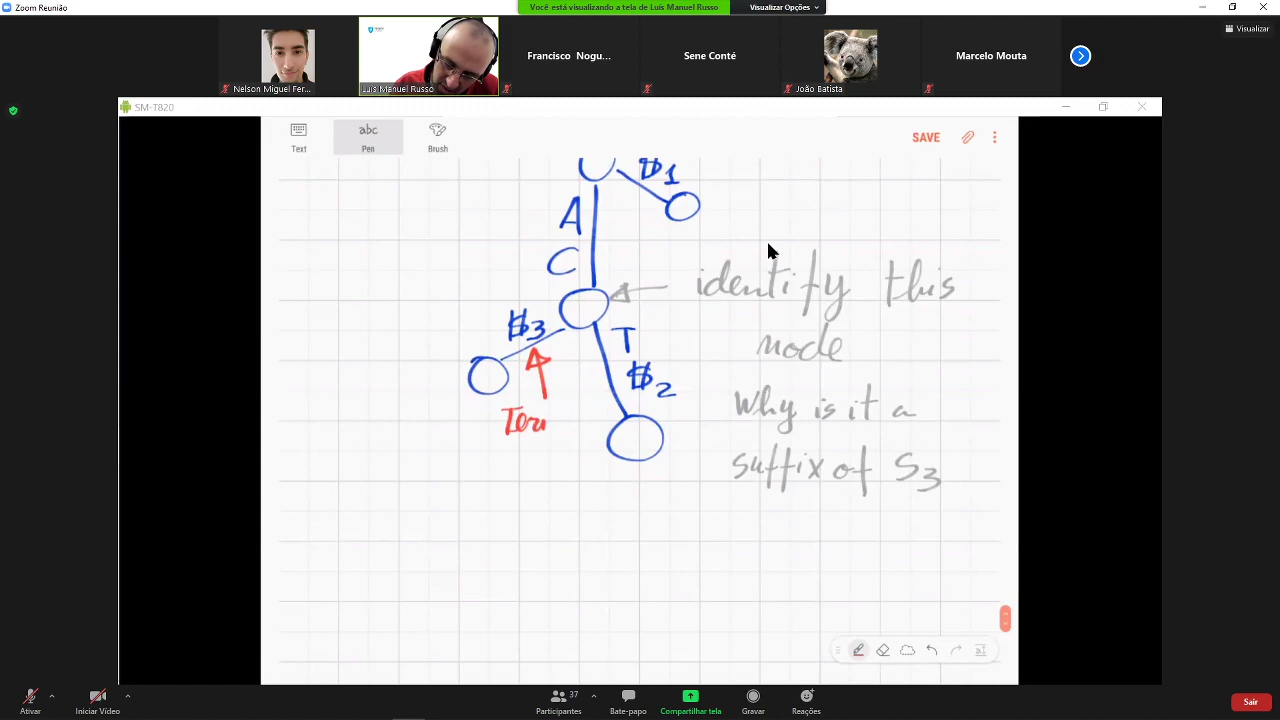 Zoom Reunião
Você está visualizando a tela de Luís Manuel Russo
Visualizar Opções
Visualizar
Nelson Miguel Fer...
Luís Manuel Russo
Francisco Nogu...
Sene Conté
João Batista
Marcelo Mouta
SM-T820
Text
abc
Pen
Brush
SAVE
$1
A
C
identify this
node
$3
T
$2
Why is it a
suffix of S3
Ter
Ativar
Iniciar Vídeo
37
Participantes
Bate-papo
Compartilhar tela
Gravar
Reações
Sair